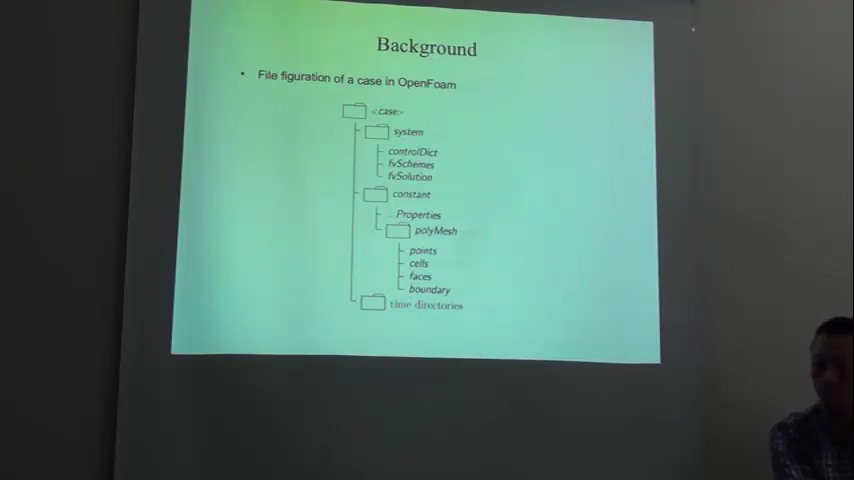 Background
• File figuration of a case in OpenFoam
<case>
system
controlDict
fvSchemes
fvSolution
constant
...Properties
polyMesh
points
cells
faces
boundary
time directories